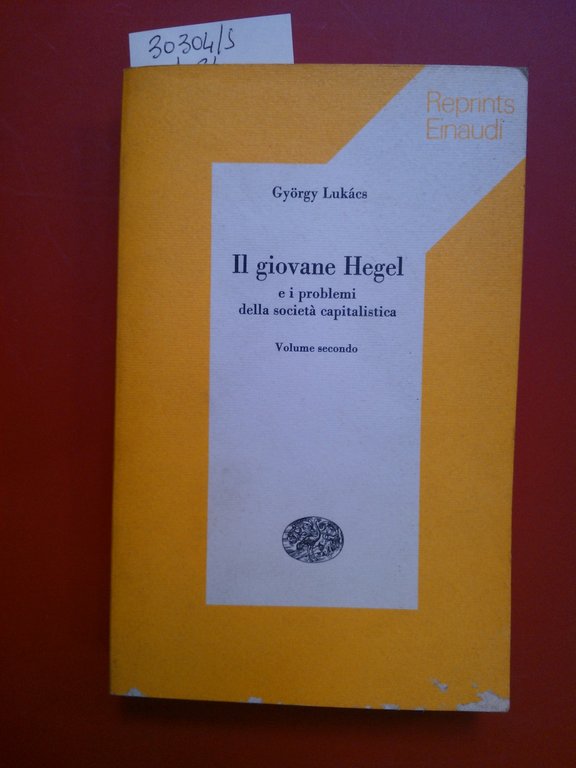 30304/S
Reprints
Einaudi
György Lukács
Il giovane Hegel
e i problemi
della società capitalistica
Volume secondo